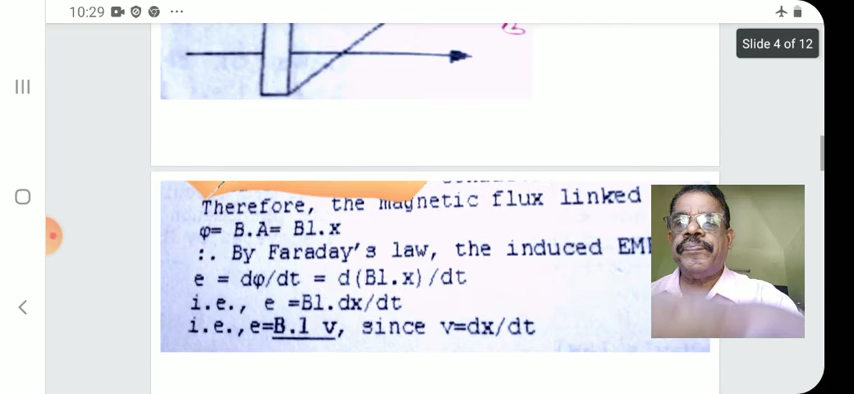 10:29
Slide 4 of 12
B
Therefore, the magnetic flux linked
φ= B.A= Bl.x
:. By Faraday's law, the induced EM
e = dφ/dt = d(Bl.x)/dt
i.e., e =Bl.dx/dt
i.e.,e=B.l v, since v=dx/dt